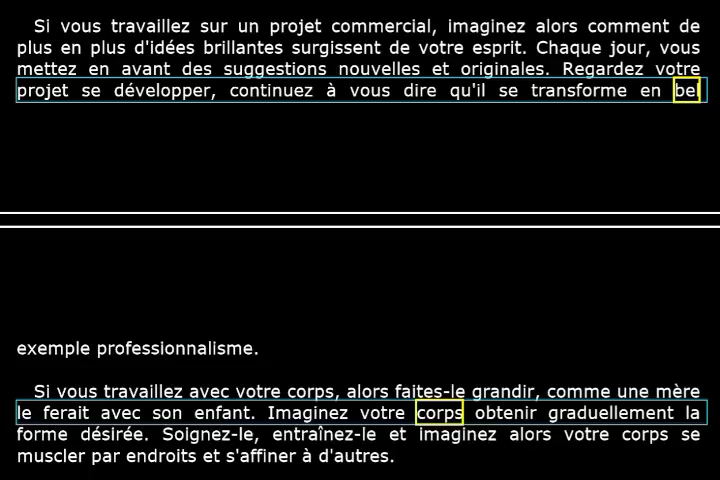 Si vous travaillez sur un projet commercial, imaginez alors comment de
plus en plus d'idées brillantes surgissent de votre esprit. Chaque jour, vous
mettez en avant des suggestions nouvelles et originales. Regardez votre
projet se développer, continuez à vous dire qu'il se transforme en bel
exemple professionnalisme.
Si vous travaillez avec votre corps, alors faites-le grandir, comme une mère
le ferait avec son enfant. Imaginez votre corps obtenir graduellement la
forme désirée. Soignez-le, entraînez-le et imaginez alors votre corps se
muscler par endroits et s'affiner à d'autres.